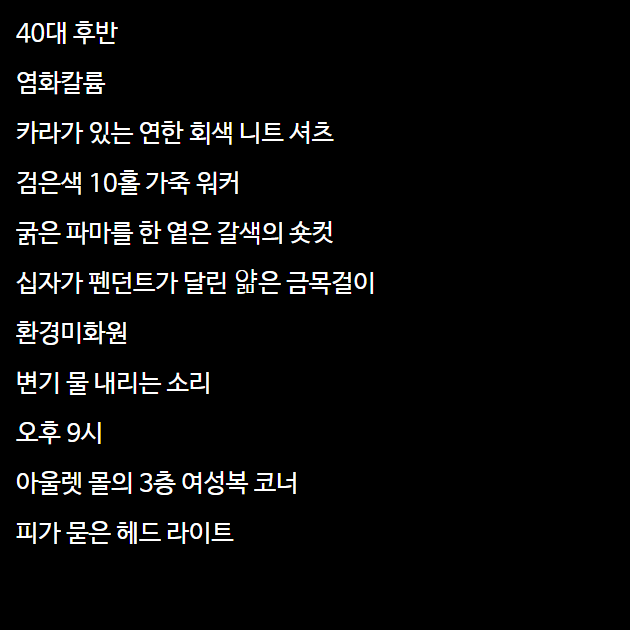 40대 후반
염화칼륨
카라가 있는 연한 회색 니트 셔츠
검은색 10홀 가죽 워커
굵은 파마를 한 옅은 갈색의 숏컷
십자가 펜던트가 달린 얇은 금목걸이
환경미화원
변기 물 내리는 소리
오후 9시
아울렛 몰의 3층 여성복 코너
피가 묻은 헤드 라이트